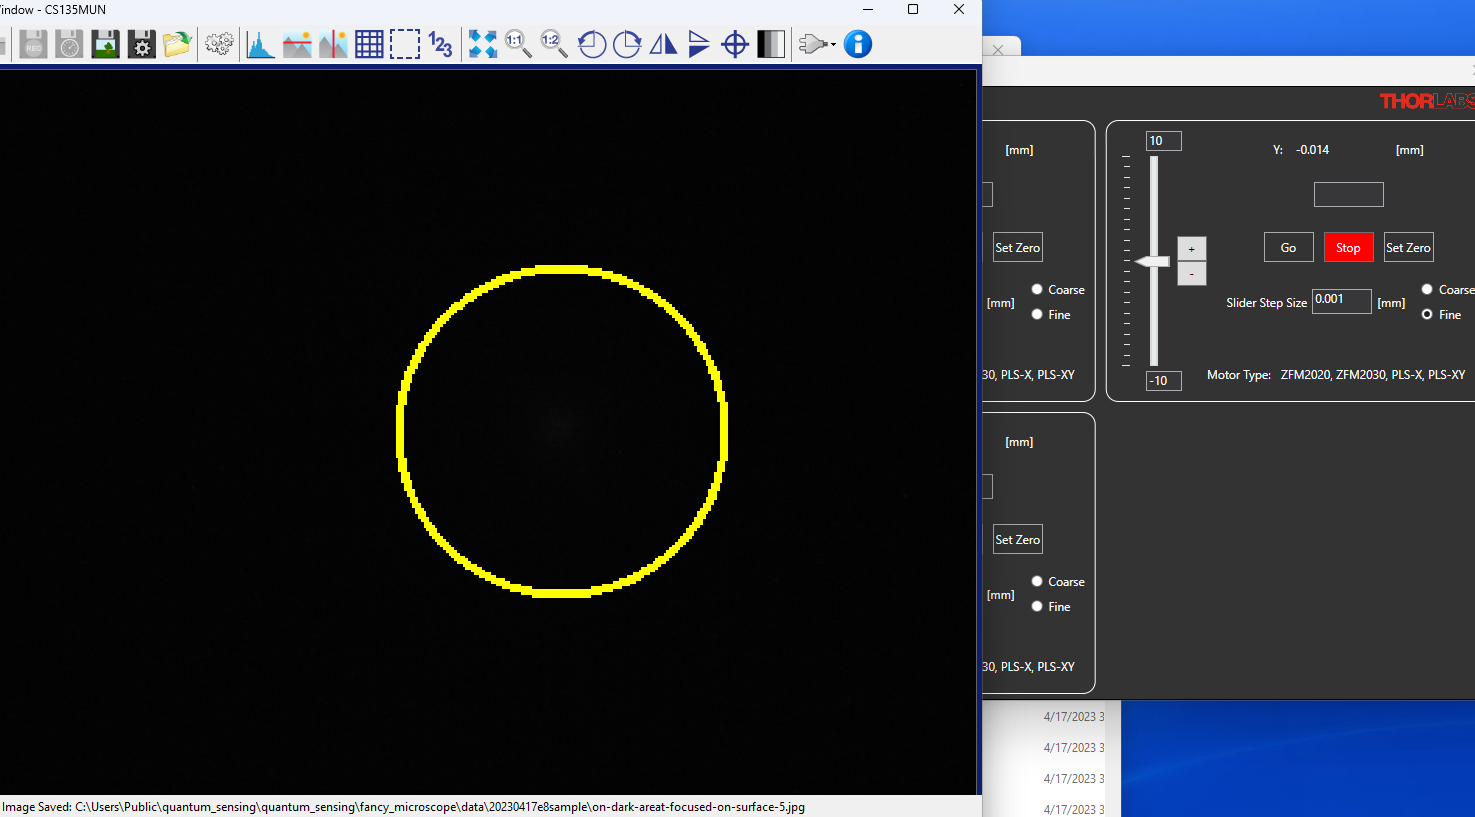 Window - CS135MUN
REC
1:1
1:2
123
THORLABS
[mm]
Set Zero
[mm]
Coarse
Fine
30, PLS-X, PLS-XY
10
Y: -0.014 [mm]
Go Stop Set Zero
+
-
Slider Step Size 0.001 [mm]
Coarse
Fine
-10
Motor Type: ZFM2020, ZFM2030, PLS-X, PLS-XY
[mm]
Set Zero
[mm]
Coarse
Fine
30, PLS-X, PLS-XY
4/17/2023 3
4/17/2023 3
4/17/2023 3
4/17/2023 3
Image Saved: C:\Users\Public\quantum_sensing\quantum_sensing\fancy_microscope\data\20230417e8sample\on-dark-areat-focused-on-surface-5.jpg